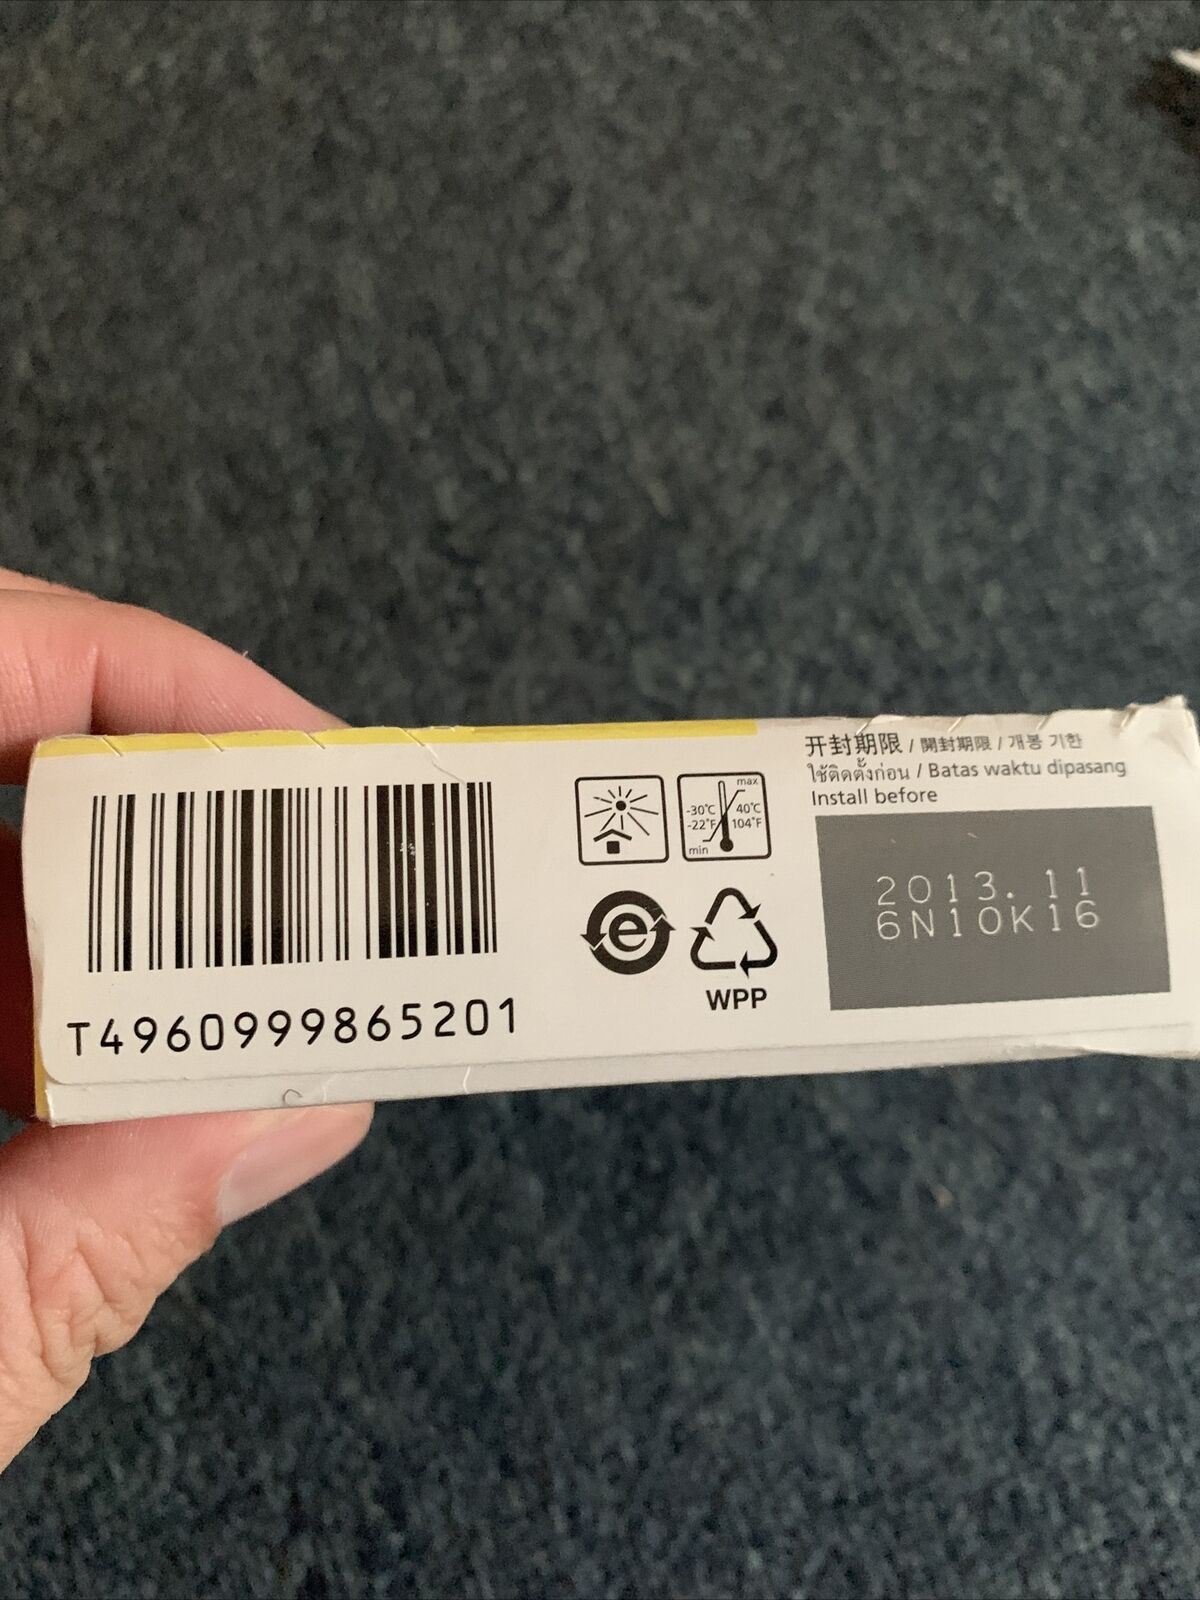 开封期限 / 開封期限 / 개봉 기한
ใช้ติดตั้งก่อน / Batas waktu dipasang
Install before
2013. 11
6N10K16
max
-30°C 40°C
-22°F 104°F
min
e
WPP
T4960999865201